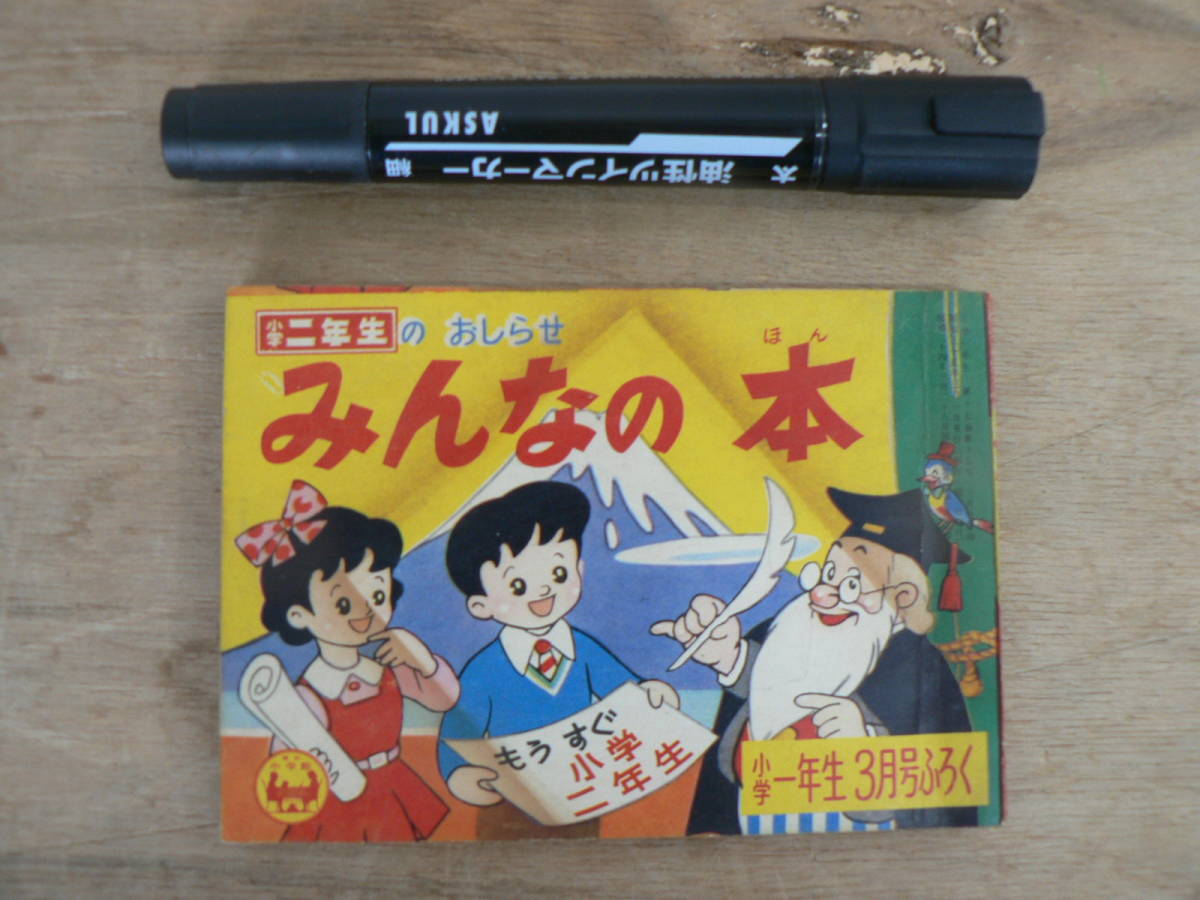 ASKUL
太 油性ツインマーカー 細
小学二年生の おしらせ
みんなの 本
ほん
もう すぐ
小学
二年生
小学一年生 3月号ふろく